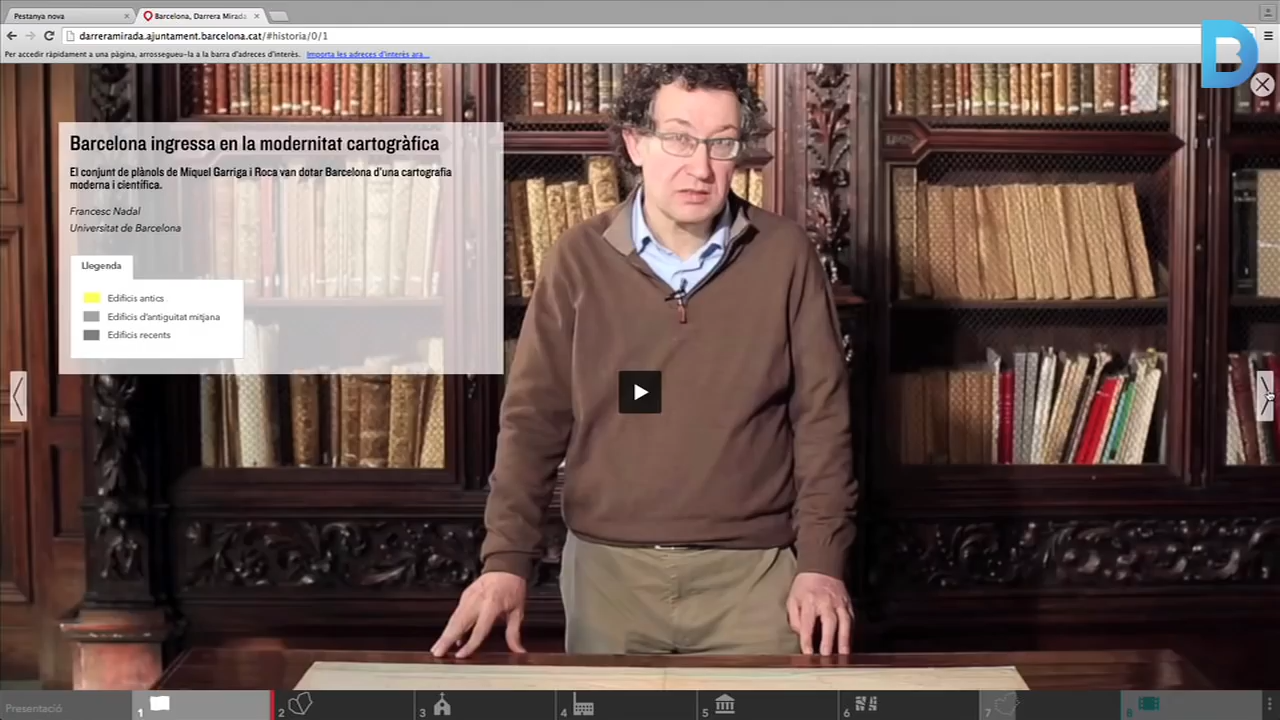 Pestanya nova
Barcelona, Darrera Mirada
darreramirada.ajuntament.barcelona.cat/#historia/0/1
Per accedir ràpidament a una pàgina, arrossegueu-la a la barra d'adreces d'interès. Importa les adreces d'interès ara...
B
Barcelona ingressa en la modernitat cartogràfica
El conjunt de plànols de Miquel Garriga i Roca van dotar Barcelona d'una cartografia
moderna i científica.
Francesc Nadal
Universitat de Barcelona
Llegenda
Edificis antics
Edificis d'antiguitat mitjana
Edificis recents
Presentació 1 2 3 4 5 6 7 8